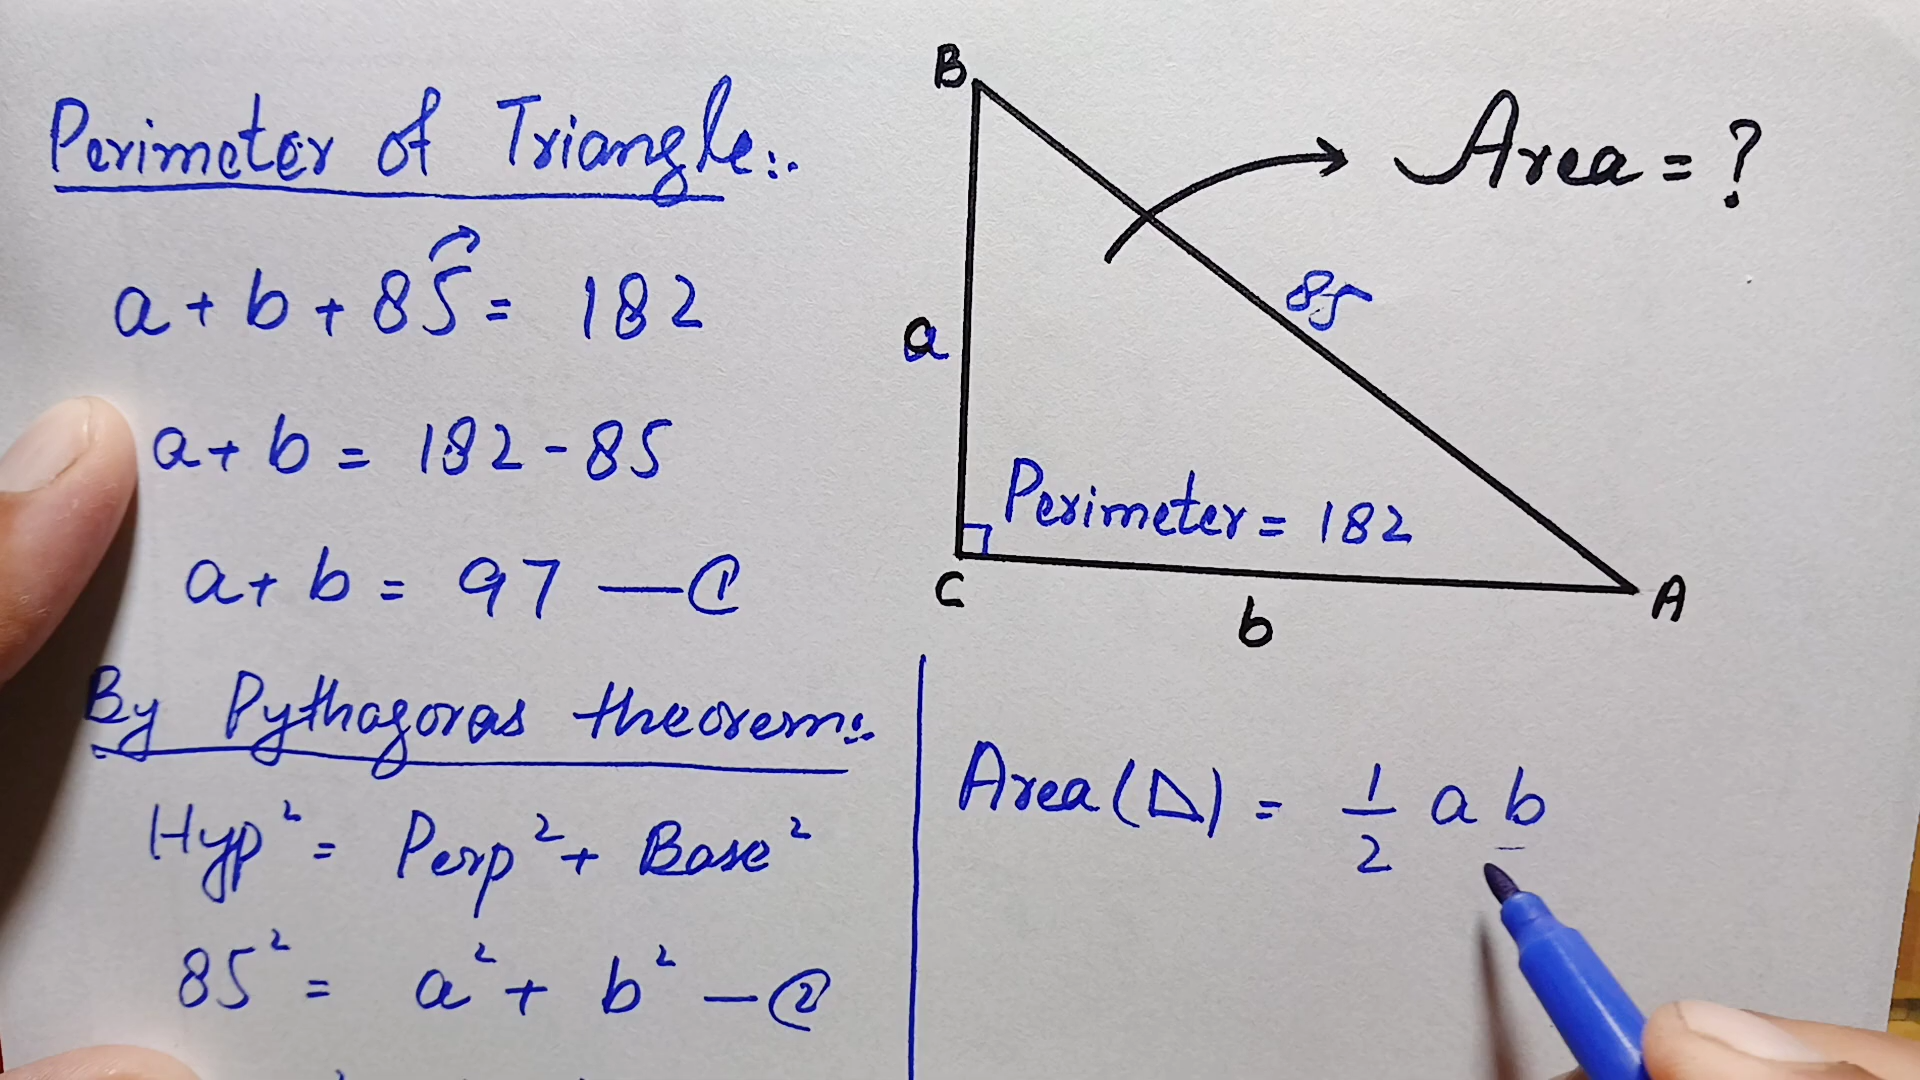 Perimeter of Triangle:.
a + b + 85 = 182
a + b = 182 - 85
a + b = 97 — ①
By Pythagoras theorem:.
Hyp² = Perp² + Base²
85² = a² + b² — ②
B
Area = ?
85
a
Perimeter = 182
C
A
b
Area (△) = 1/2 a b